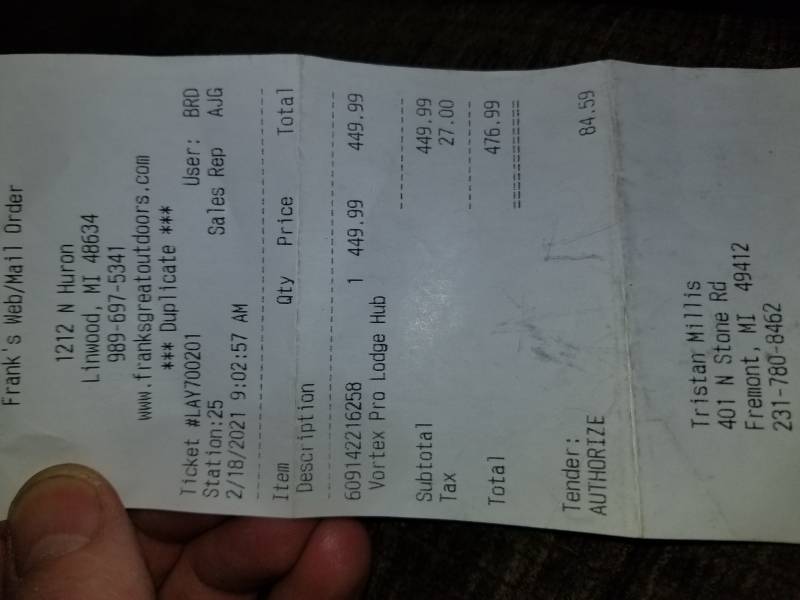 Frank's Web/Mail Order
1212 N Huron
Linwood, MI 48634
989-697-5341
www.franksgreatoutdoors.com
*** Duplicate ***
Ticket #LAY700201 User: BRD
Station:25 Sales Rep AJG
2/18/2021 9:02:57 AM
Item Qty Price Total
Description
609142216258 1 449.99 449.99
Vortex Pro Lodge Hub
Subtotal 449.99
Tax 27.00
Total 476.99
Tender:
AUTHORIZE 84.59
Tristan Millis
401 N Stone Rd
Fremont, MI 49412
231-780-8462